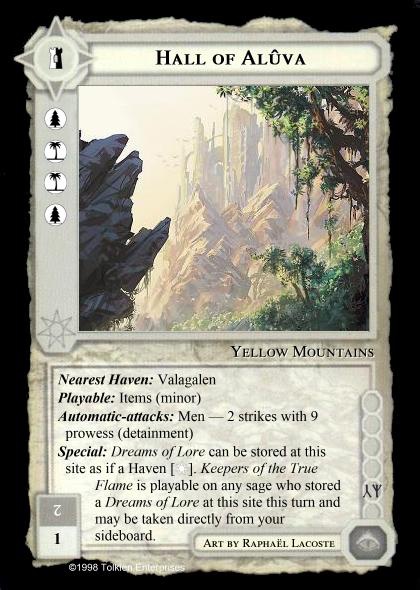 Hall of Alûva
Yellow Mountains
Nearest Haven: Valagalen
Playable: Items (minor)
Automatic-attacks: Men — 2 strikes with 9
prowess (detainment)
Special: Dreams of Lore can be stored at this
site as if a Haven [ ]. Keepers of the True
Flame is playable on any sage who stored
a Dreams of Lore at this site this turn and
may be taken directly from your
sideboard.
2
1
Art by Raphaël Lacoste
©1998 Tolkien Enterprises